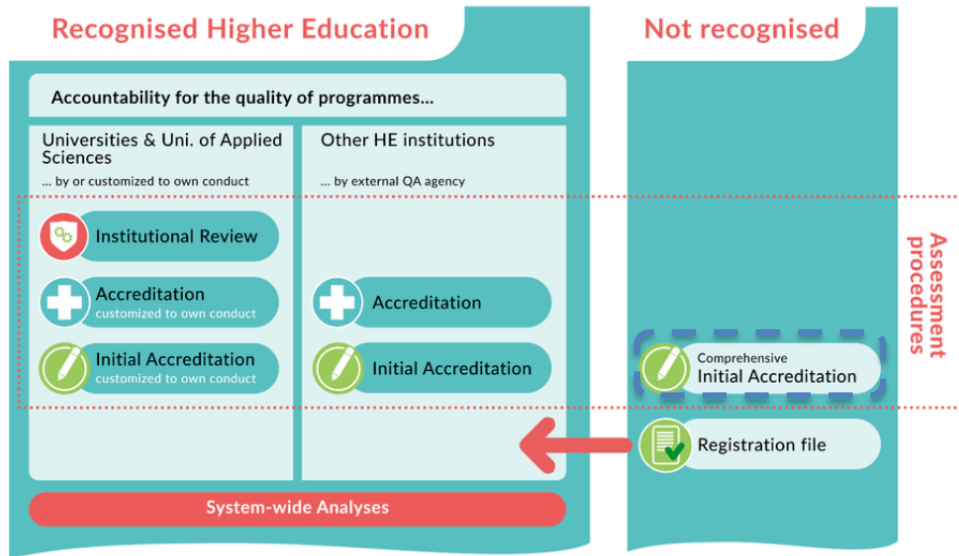 Recognised Higher Education
Not recognised
Accountability for the quality of programmes...
Universities & Uni. of Applied
Sciences
... by or customized to own conduct
Other HE institutions
... by external QA agency
Institutional Review
Accreditation
customized to own conduct
Initial Accreditation
customized to own conduct
Accreditation
Initial Accreditation
Comprehensive
Initial Accreditation
Registration file
Assessment
procedures
System-wide Analyses